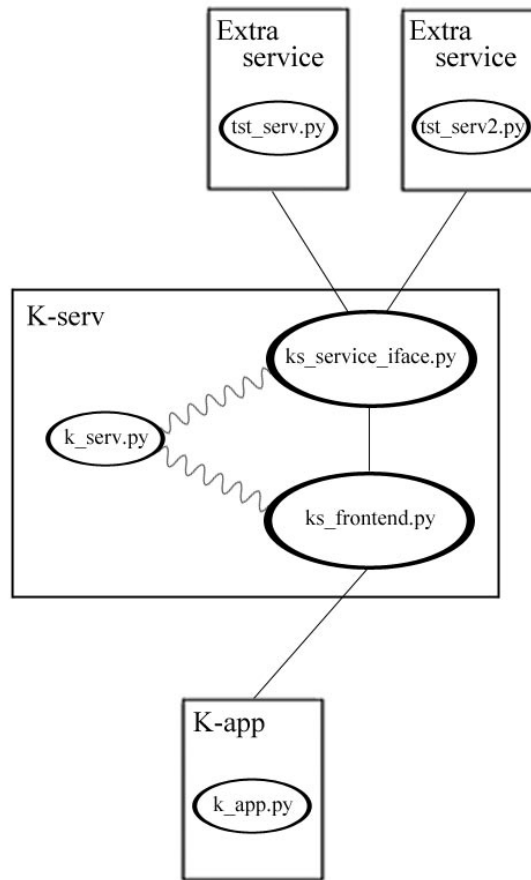 Extra
service
tst_serv.py
Extra
service
tst_serv2.py
K-serv
ks_service_iface.py
k_serv.py
ks_frontend.py
K-app
k_app.py